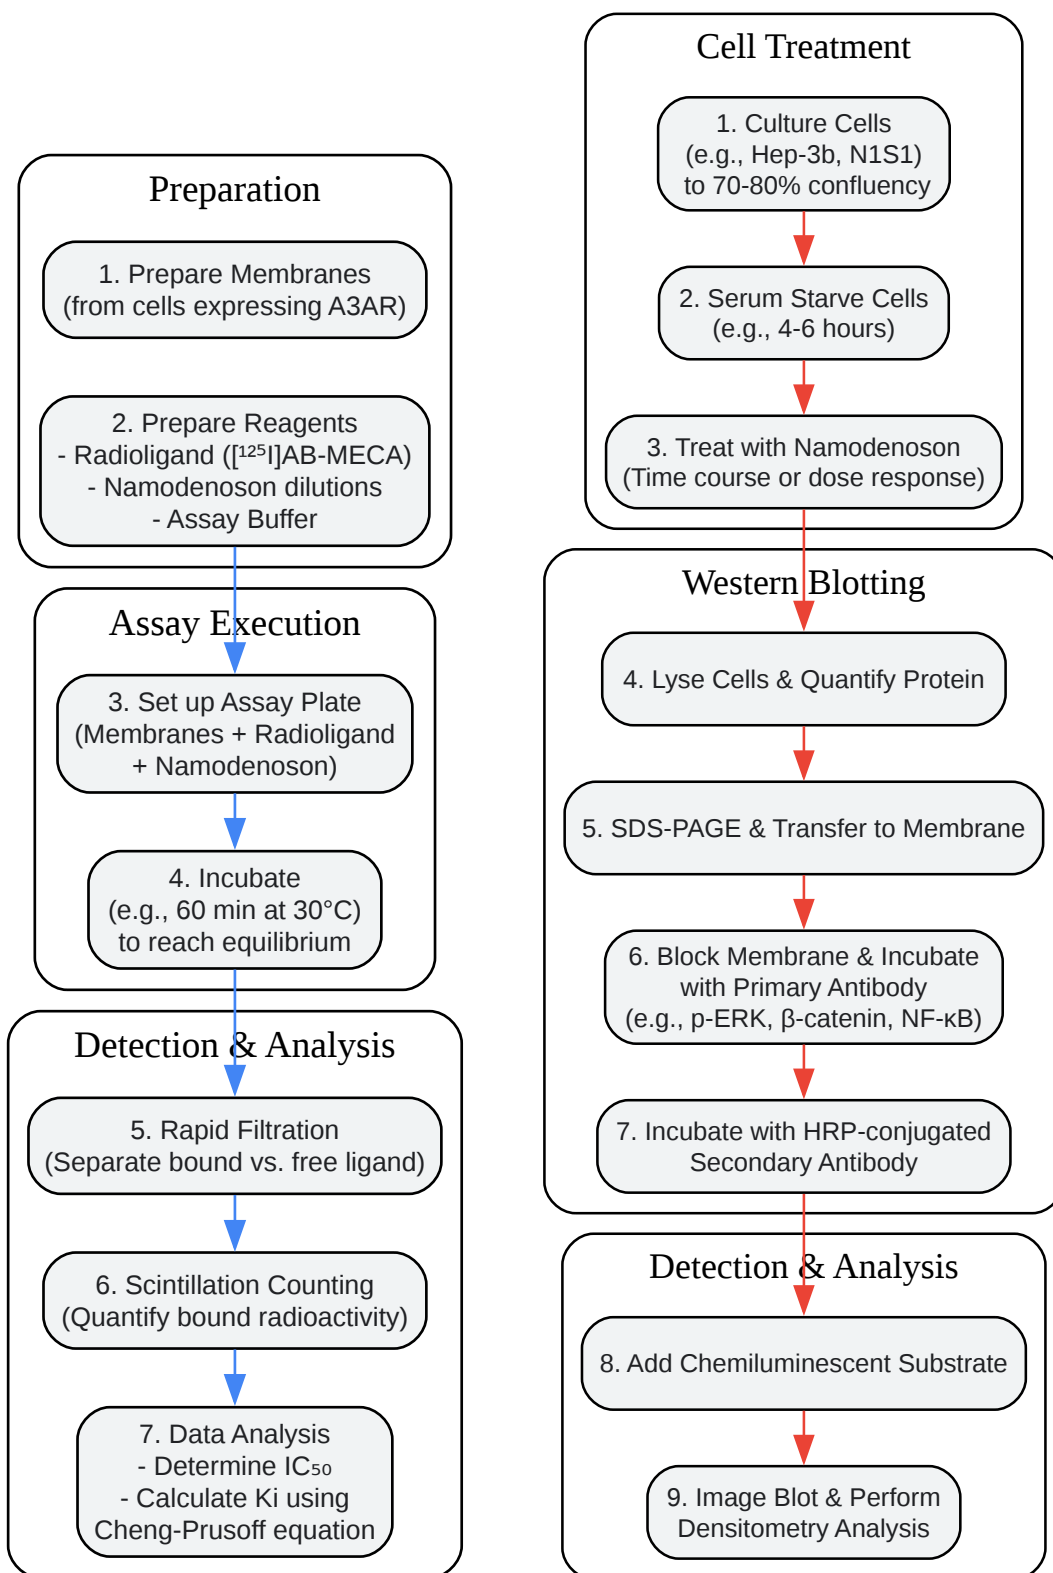 Preparation
1. Prepare Membranes
(from cells expressing A3AR)
2. Prepare Reagents
- Radioligand ([¹²⁵I]AB-MECA)
- Namodenoson dilutions
- Assay Buffer
Assay Execution
3. Set up Assay Plate
(Membranes + Radioligand
+ Namodenoson)
4. Incubate
(e.g., 60 min at 30°C)
to reach equilibrium
Detection & Analysis
5. Rapid Filtration
(Separate bound vs. free ligand)
6. Scintillation Counting
(Quantify bound radioactivity)
7. Data Analysis
- Determine IC₅₀
- Calculate Ki using
Cheng-Prusoff equation
Cell Treatment
1. Culture Cells
(e.g., Hep-3b, N1S1)
to 70-80% confluency
2. Serum Starve Cells
(e.g., 4-6 hours)
3. Treat with Namodenoson
(Time course or dose response)
Western Blotting
4. Lyse Cells & Quantify Protein
5. SDS-PAGE & Transfer to Membrane
6. Block Membrane & Incubate
with Primary Antibody
(e.g., p-ERK, β-catenin, NF-κB)
7. Incubate with HRP-conjugated
Secondary Antibody
Detection & Analysis
8. Add Chemiluminescent Substrate
9. Image Blot & Perform
Densitometry Analysis